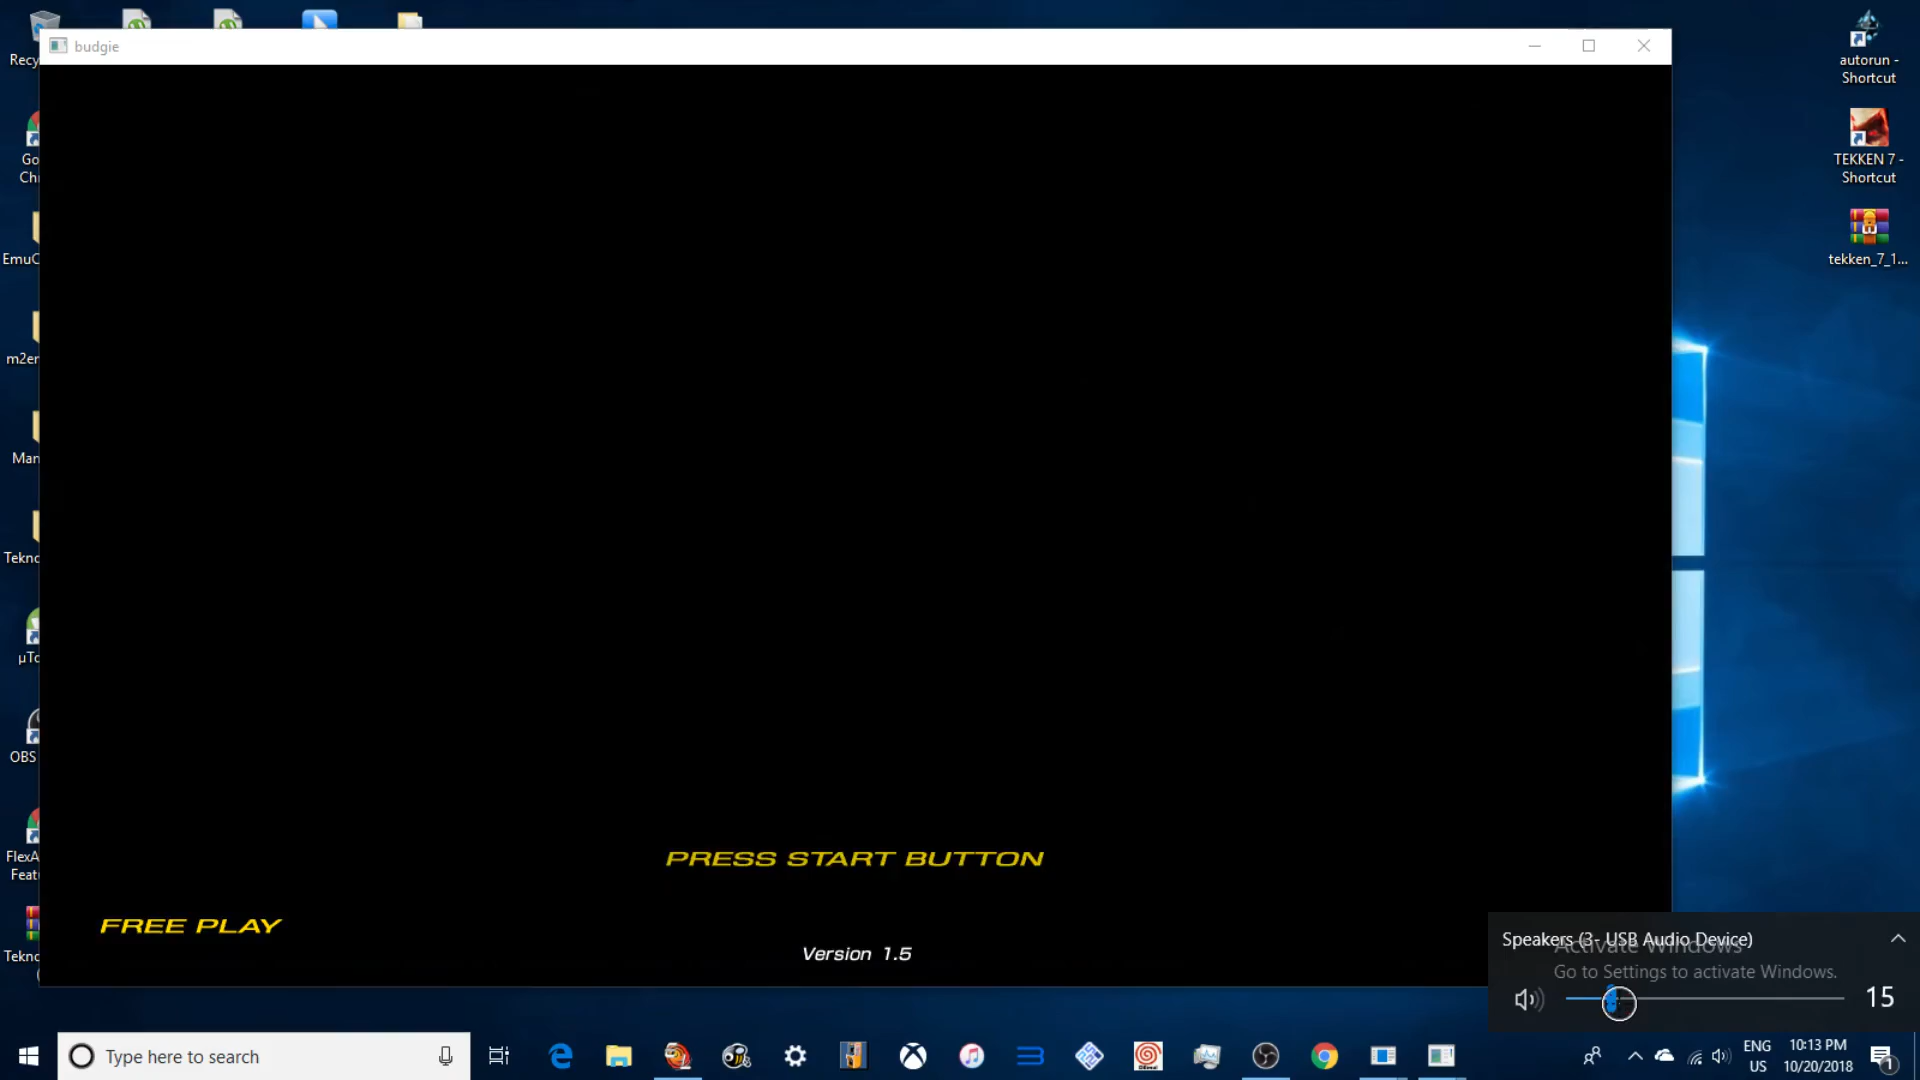 budgie
autorun -
Shortcut
TEKKEN 7 -
Shortcut
tekken_7_1...
Recy
Go
Ch
EmuC
m2er
Man
Tekno
μTo
OBS
FlexA
Feat
Tekno
PRESS START BUTTON
FREE PLAY
Version 1.5
Speakers (3- USB Audio Device)
Activate Windows
Go to Settings to activate Windows.
15
Type here to search
ENG
US
10:13 PM
10/20/2018
1